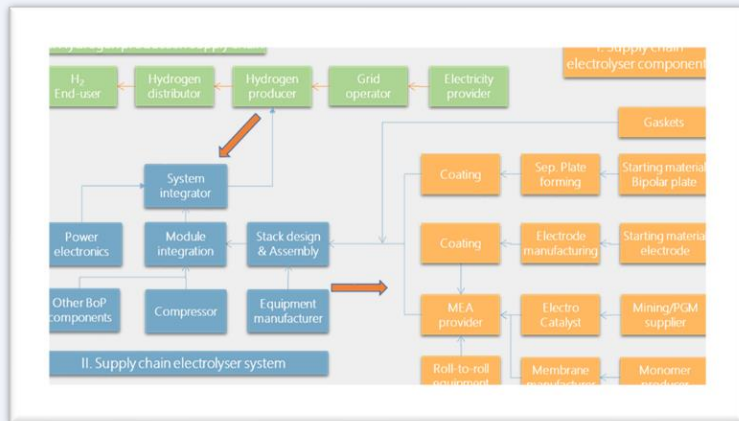 I. Supply chain
electrolyser component
H₂
End-user
Hydrogen
distributor
Hydrogen
producer
Grid
operator
Electricity
provider
Gaskets
System
integrator
Coating
Sep. Plate
forming
Starting material
Bipolar plate
Power
electronics
Module
integration
Stack design
& Assembly
Coating
Electrode
manufacturing
Starting material
electrode
Other BoP
components
Compressor
Equipment
manufacturer
MEA
provider
Electro
Catalyst
Mining/PGM
supplier
II. Supply chain electrolyser system
Roll-to-roll
equipment
Membrane
manufacturer
Monomer
producer